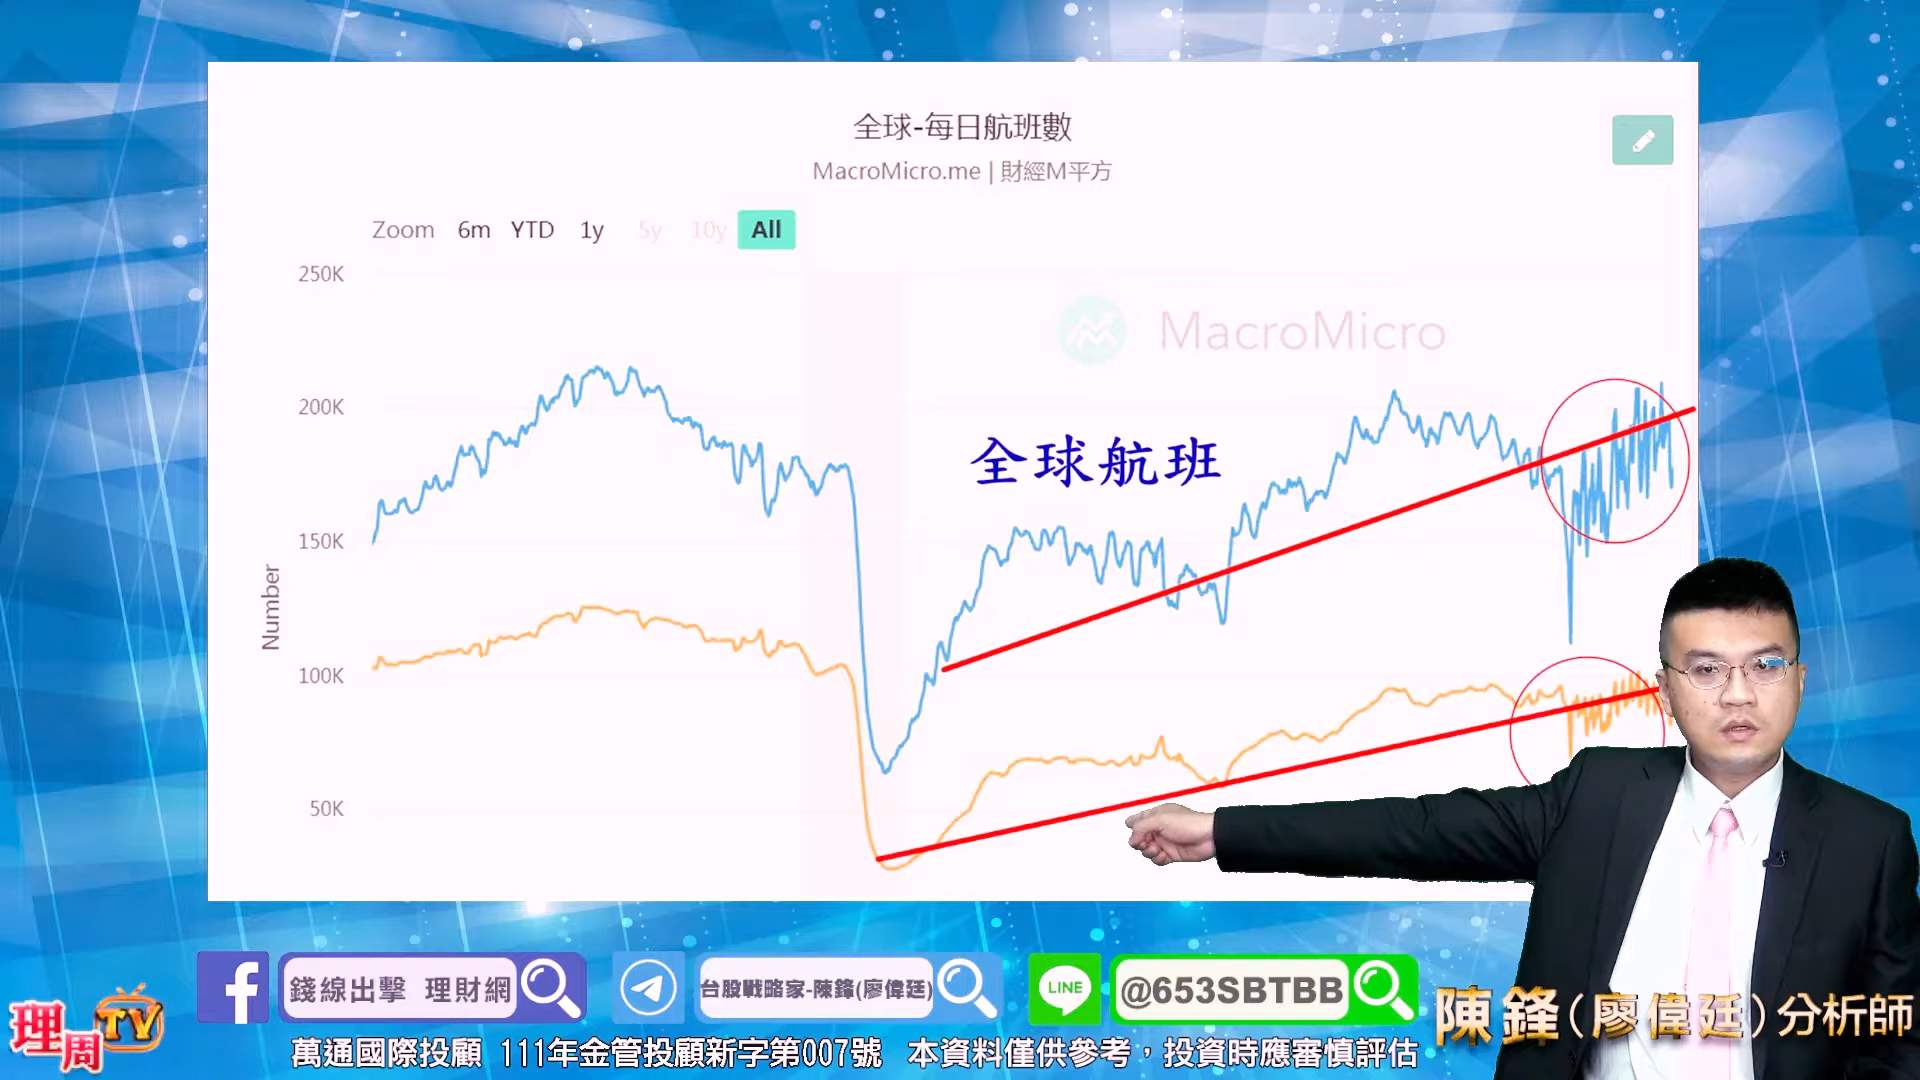 全球-每日航班數
MacroMicro.me | 財經M平方
Zoom 6m YTD 1y 5y 10y All
250K
MacroMicro
200K
全球航班
150K
Number
100K
50K
錢線出擊 理財網
台股戰略家-陳鋒(廖偉廷)
LINE
@653SBTBB
陳鋒(廖偉廷)分析師
理周TV
萬通國際投顧 111年金管投顧新字第007號 本資料僅供參考，投資時應審慎評估